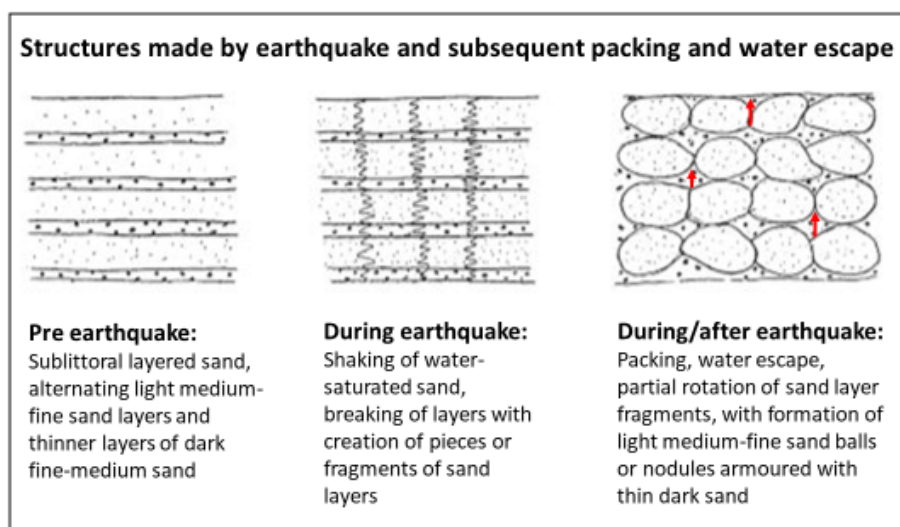 Structures made by earthquake and subsequent packing and water escape
Pre earthquake:
Sublittoral layered sand,
alternating light medium-
fine sand layers and
thinner layers of dark
fine-medium sand
During earthquake:
Shaking of water-
saturated sand,
breaking of layers with
creation of pieces or
fragments of sand
layers
During/after earthquake:
Packing, water escape,
partial rotation of sand layer
fragments, with formation of
light medium-fine sand balls
or nodules armoured with
thin dark sand